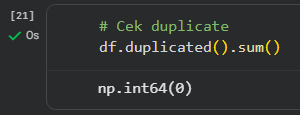 [21]
0s
# Cek duplicate
df.duplicated().sum()
np.int64(0)